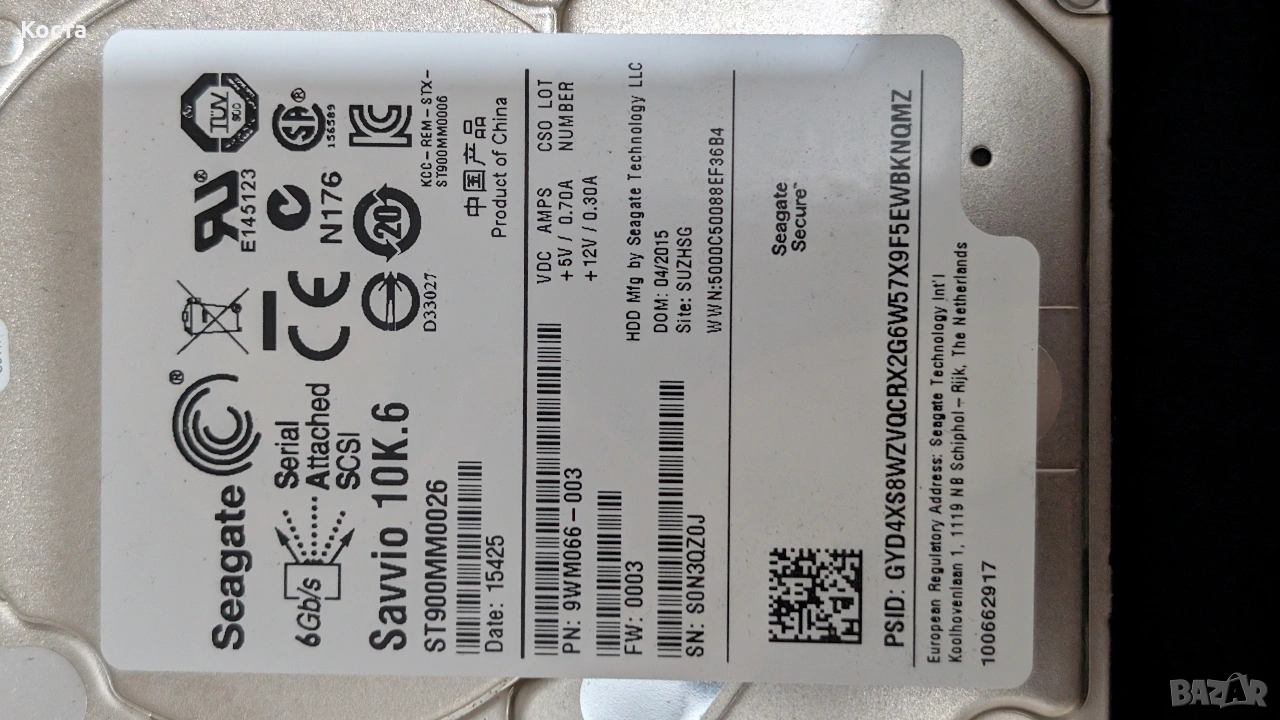 Коста
Seagate ®
6Gb/s
Serial
Attached
SCSI
Savvio 10K.6
ST900MM0026
Date: 15425
E145123
TÜV
900
®
156589
N176
20
D33027
KCC-REM-STX-
ST900MM0006
中国产品
Product of China
PN: 9WM066-003
FW: 0003
SN: S0N3QZ0J
VDC AMPS
+5V / 0.70A
+12V / 0.30A
CSO LOT
NUMBER
HDD Mfg by Seagate Technology LLC
DOM: 04/2015
Site: SUZHSG
WWN:5000C50088EF36B4
Seagate
Secure™
PSID: GYD4XS8WZVQCRX2G6W57X9F5EWBKNQMZ
European Regulatory Address: Seagate Technology Int'l
Koolhovenlaan 1, 1119 NB Schiphol - Rijk, The Netherlands
100662917
BAZAR